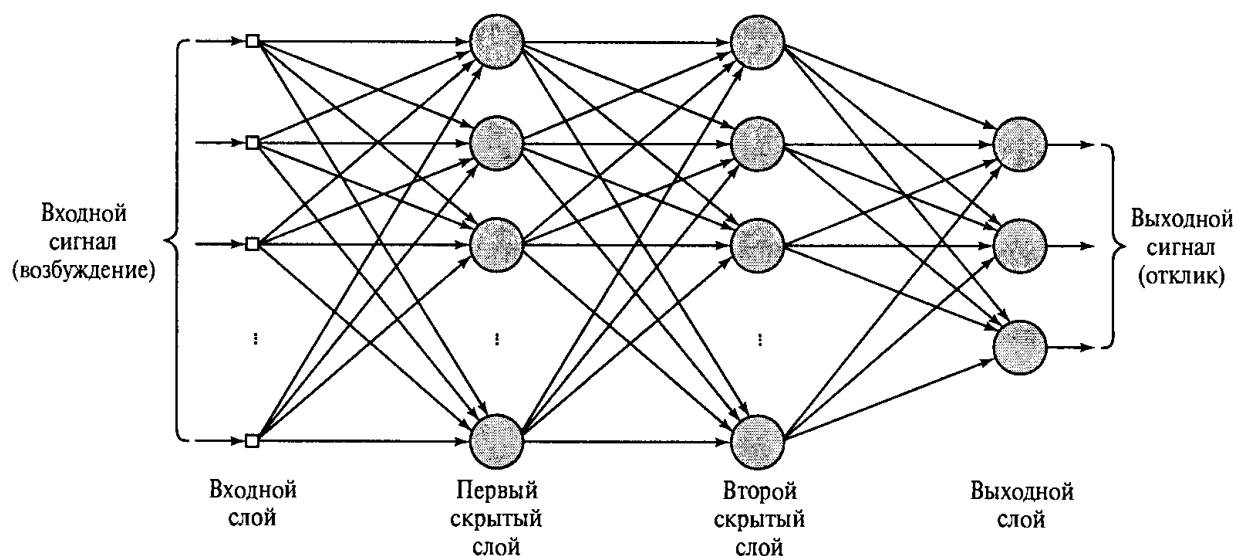 Входной
сигнал
(возбуждение)
Выходной
сигнал
(отклик)
Входной
слой
Первый
скрытый
слой
Второй
скрытый
слой
Выходной
слой